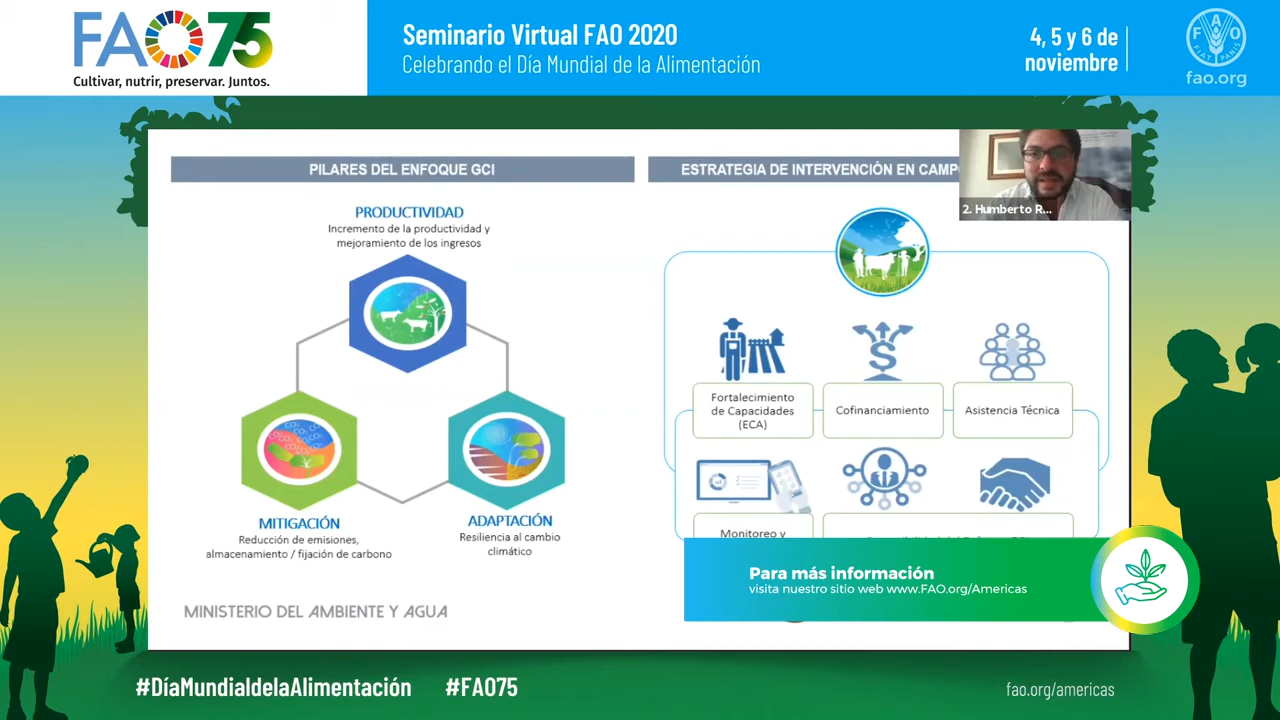 FAO75
Cultivar, nutrir, preservar. Juntos.
Seminario Virtual FAO 2020
Celebrando el Día Mundial de la Alimentación
4, 5 y 6 de
noviembre
FAO
FIAT PANIS
fao.org
PILARES DEL ENFOQUE GCI
ESTRATEGIA DE INTERVENCIÓN EN
2. Humberto R...
PRODUCTIVIDAD
Incremento de la productividad y
mejoramiento de los ingresos
MITIGACIÓN
Reducción de emisiones,
almacenamiento / fijación de carbono
ADAPTACIÓN
Resiliencia al cambio
climático
Fortalecimiento
de Capacidades
(ECA)
Cofinanciamiento
Asistencia Técnica
Monitoreo y
MINISTERIO DEL AMBIENTE Y AGUA
Para más información
visita nuestro sitio web www.FAO.org/Americas
#DíaMundialdelaAlimentación
#FAO75
fao.org/americas